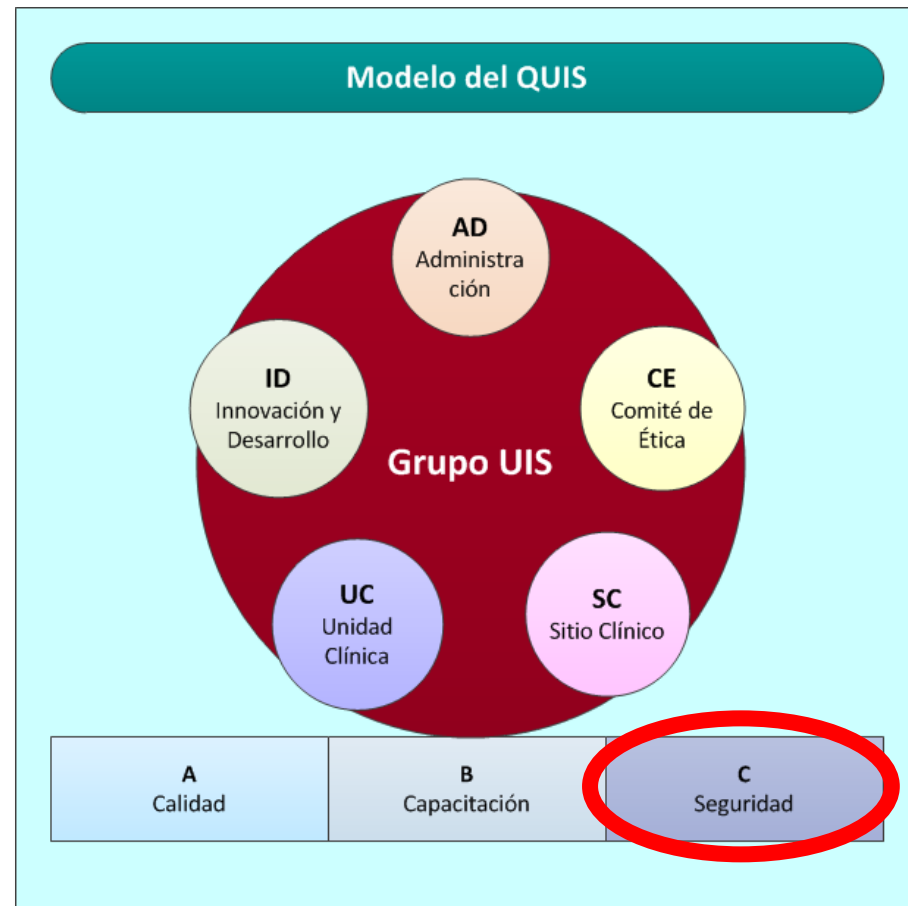 Modelo del QUIS
AD
Administra
ción
ID
Innovación y
Desarrollo
CE
Comité de
Ética
Grupo UIS
UC
Unidad
Clínica
SC
Sitio Clínico
A
Calidad
B
Capacitación
C
Seguridad